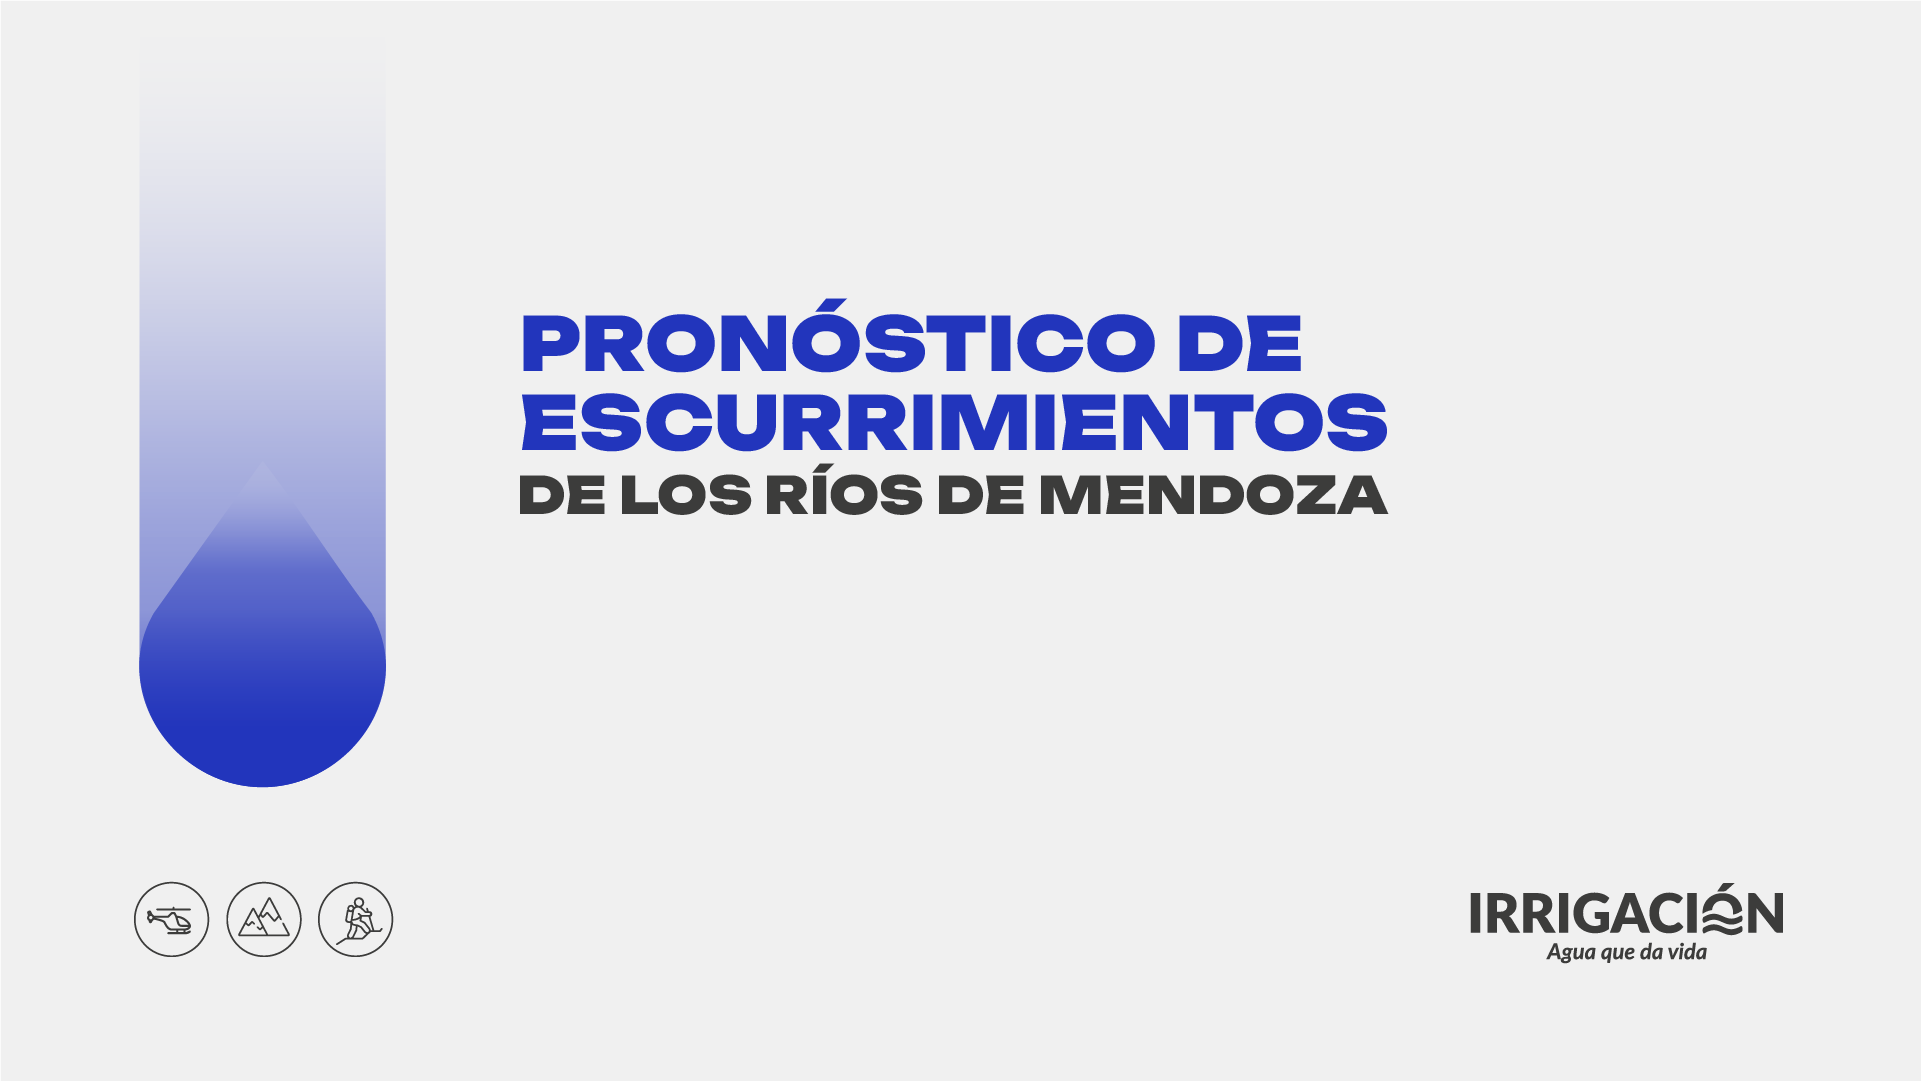 PRONÓSTICO DE
ESCURRIMIENTOS
DE LOS RÍOS DE MENDOZA
IRRIGACIÓN
Agua que da vida